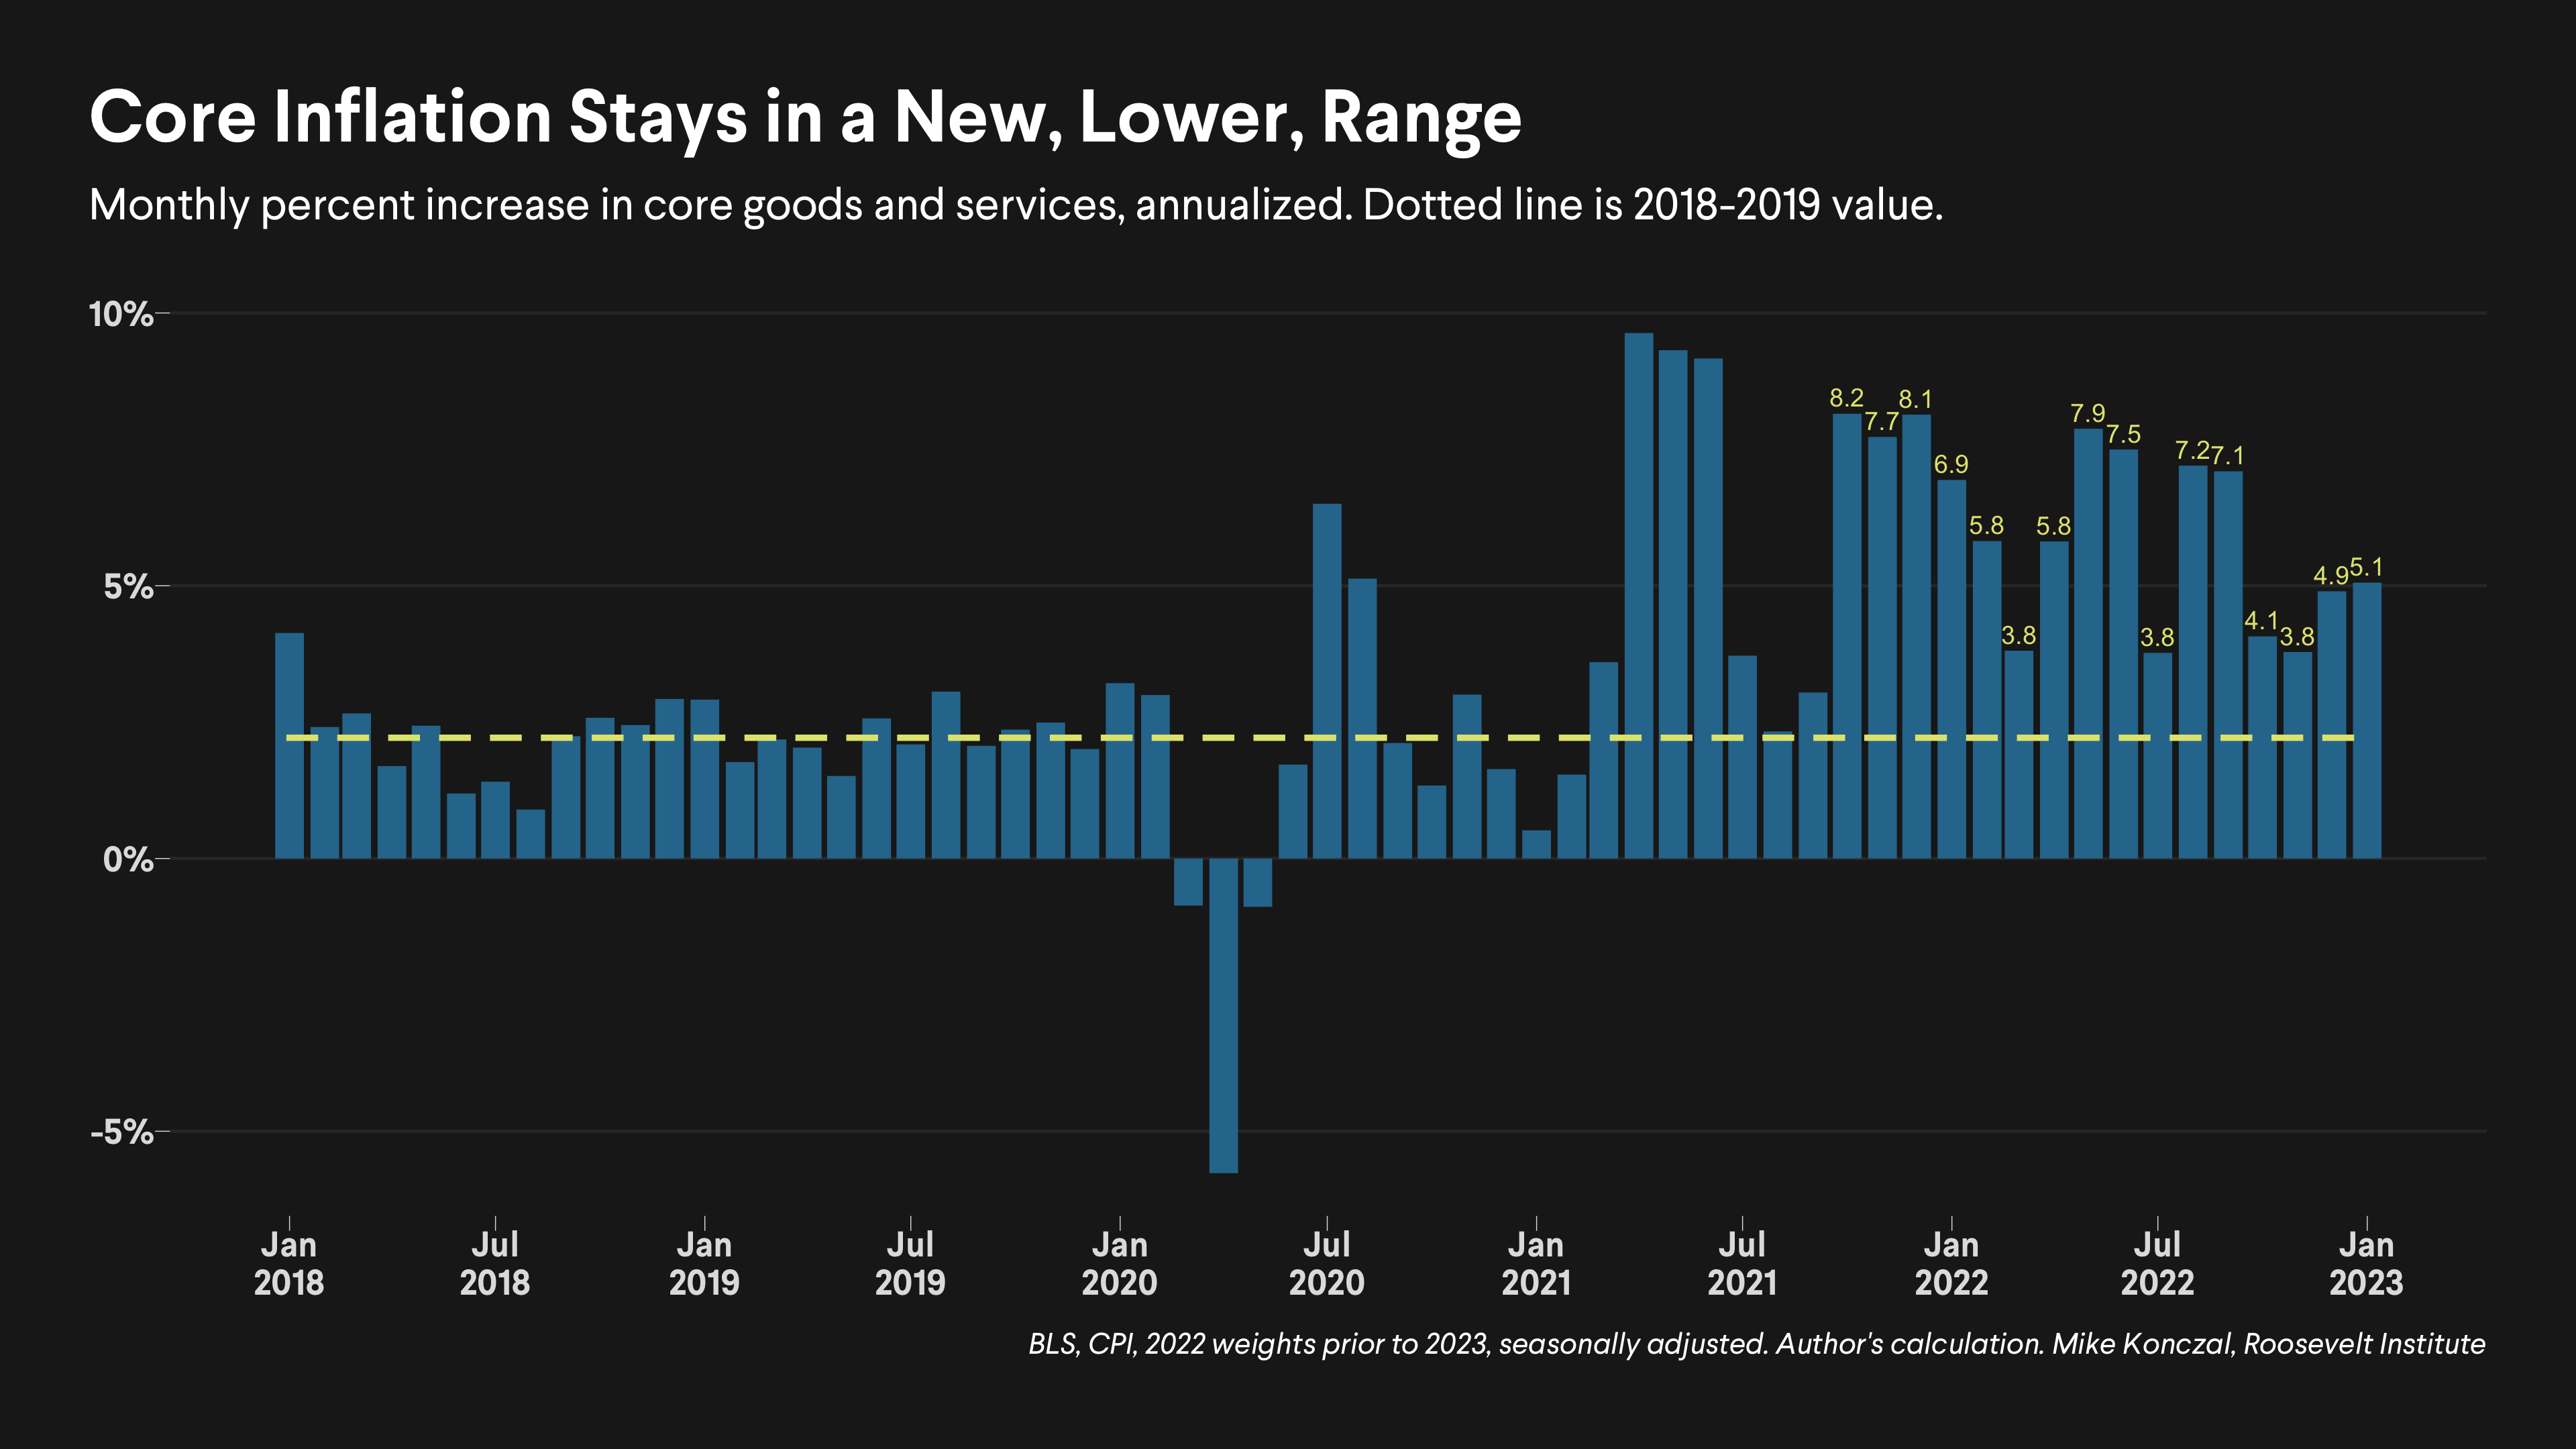 Core Inflation Stays in a New, Lower, Range
Monthly percent increase in core goods and services, annualized. Dotted line is 2018-2019 value.
10%
5%
0%
-5%
8.2
7.7
8.1
6.9
5.8
3.8
5.8
7.9
7.5
3.8
7.2
7.1
4.1
3.8
4.9
5.1
Jan
2018
Jul
2018
Jan
2019
Jul
2019
Jan
2020
Jul
2020
Jan
2021
Jul
2021
Jan
2022
Jul
2022
Jan
2023
BLS, CPI, 2022 weights prior to 2023, seasonally adjusted. Author's calculation. Mike Konczal, Roosevelt Institute